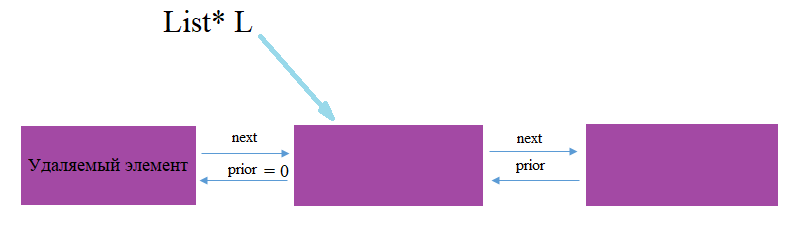 List* L
next
prior = 0
Удаляемый элемент
next
prior